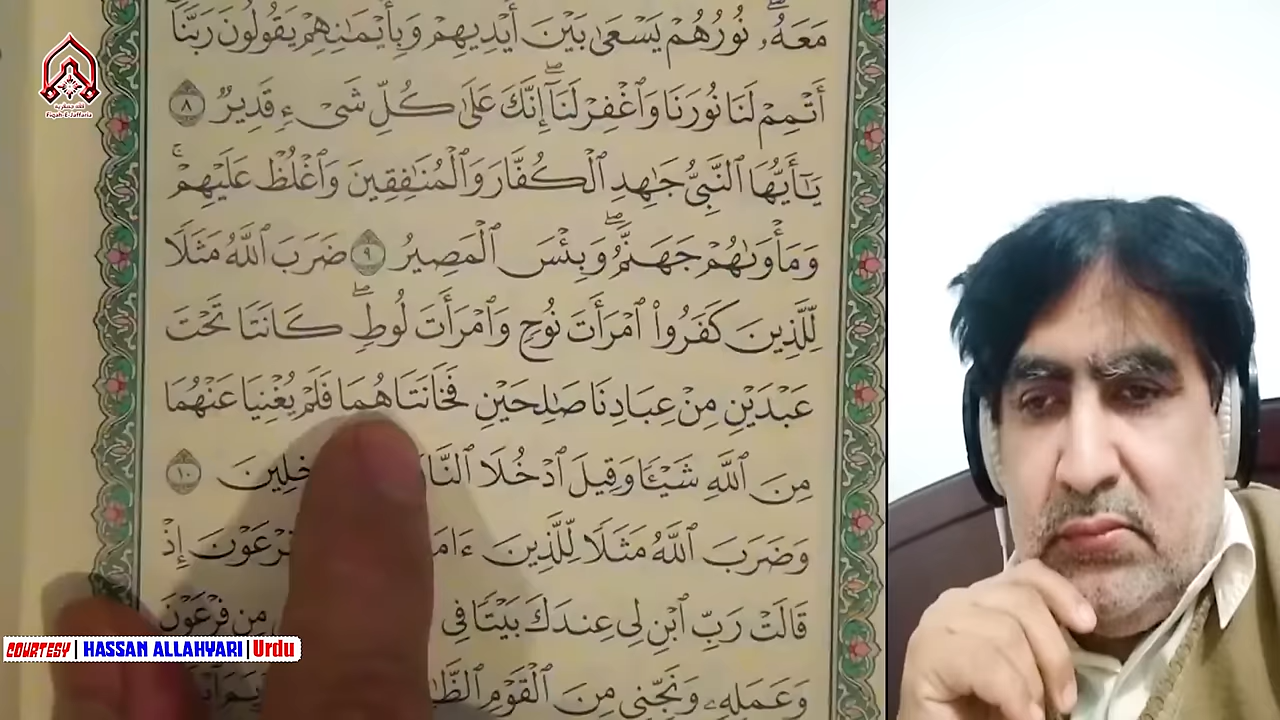 مَعَهُۥ ۖ نُورُهُمْ يَسْعَىٰ بَيْنَ أَيْدِيهِمْ وَبِأَيْمَٰنِهِمْ يَقُولُونَ رَبَّنَآ
أَتْمِمْ لَنَا نُورَنَا وَٱغْفِرْ لَنَآ ۖ إِنَّكَ عَلَىٰ كُلِّ شَىْءٍ قَدِيرٌ ٨
يَٰٓأَيُّهَا ٱلنَّبِىُّ جَٰهِدِ ٱلْكُفَّارَ وَٱلْمُنَٰفِقِينَ وَٱغْلُظْ عَلَيْهِمْ ۚ
وَمَأْوَىٰهُمْ جَهَنَّمُ ۖ وَبِئْسَ ٱلْمَصِيرُ ٩ ضَرَبَ ٱللَّهُ مَثَلًا
لِّلَّذِينَ كَفَرُوا۟ ٱمْرَأَتَ نُوحٍ وَٱمْرَأَتَ لُوطٍ ۖ كَانَتَا تَحْتَ
عَبْدَيْنِ مِنْ عِبَادِنَا صَٰلِحَيْنِ فَخَانَتَاهُمَا فَلَمْ يُغْنِيَا عَنْهُمَا
مِنَ ٱللَّهِ شَيْـًٔا وَقِيلَ ٱدْخُلَا ١٠
وَضَرَبَ ٱللَّهُ مَثَلًا لِّلَّذِينَ إِذْ
قَالَتْ رَبِّ ٱبْنِ لِى عِندَكَ بَيْتًا فِى مِن فِرْعَوْنَ
وَعَمَلِهِۦ وَنَجِّنِى مِنَ ٱلْقَوْمِ
Fiqah-E-Jaffaria
COURTESY | HASSAN ALLAHYARI | Urdu